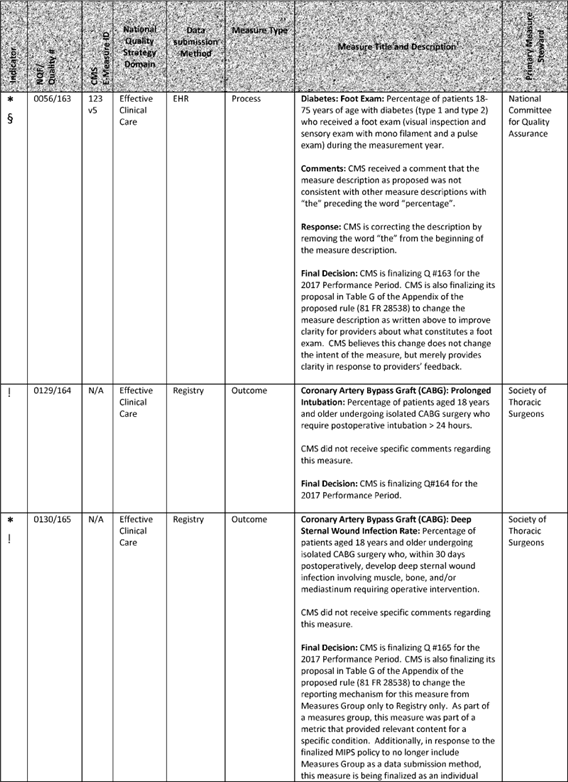 Indicator
NQF/
Quality #
CMS
E-Measure ID
National
Quality
Strategy
Domain
Data
submission
Method
Measure Type
Measure Title and Description
Primary Measure
Steward
*
§
0056/163
123
v5
Effective
Clinical
Care
EHR
Process
Diabetes: Foot Exam: Percentage of patients 18-
75 years of age with diabetes (type 1 and type 2)
who received a foot exam (visual inspection and
sensory exam with mono filament and a pulse
exam) during the measurement year.
Comments: CMS received a comment that the
measure description as proposed was not
consistent with other measure descriptions with
“the” preceding the word “percentage”.
Response: CMS is correcting the description by
removing the word “the” from the beginning of
the measure description.
Final Decision: CMS is finalizing Q #163 for the
2017 Performance Period. CMS is also finalizing its
proposal in Table G of the Appendix of the
proposed rule (81 FR 28538) to change the
measure description as written above to improve
clarity for providers about what constitutes a foot
exam.  CMS believes this change does not change
the intent of the measure, but merely provides
clarity in response to providers’ feedback.
National
Committee
for Quality
Assurance
!
0129/164
N/A
Effective
Clinical
Care
Registry
Outcome
Coronary Artery Bypass Graft (CABG): Prolonged
Intubation: Percentage of patients aged 18 years
and older undergoing isolated CABG surgery who
require postoperative intubation > 24 hours.
CMS did not receive specific comments regarding
this measure.
Final Decision: CMS is finalizing Q#164 for the
2017 Performance Period.
Society of
Thoracic
Surgeons
*
!
0130/165
N/A
Effective
Clinical
Care
Registry
Outcome
Coronary Artery Bypass Graft (CABG): Deep
Sternal Wound Infection Rate: Percentage of
patients aged 18 years and older undergoing
isolated CABG surgery who, within 30 days
postoperatively, develop deep sternal wound
infection involving muscle, bone, and/or
mediastinum requiring operative intervention.
CMS did not receive specific comments regarding
this measure.
Final Decision: CMS is finalizing Q #165 for the
2017 Performance Period. CMS is also finalizing its
proposal in Table G of the Appendix of the
proposed rule (81 FR 28538) to change the
reporting mechanism for this measure from
Measures Group only to Registry only.  As part of
a measures group, this measure was part of a
metric that provided relevant content for a
specific condition.  Additionally, in response to the
finalized MIPS policy to no longer include
Measures Group as a data submission method,
this measure is being finalized as an individual
Society of
Thoracic
Surgeons